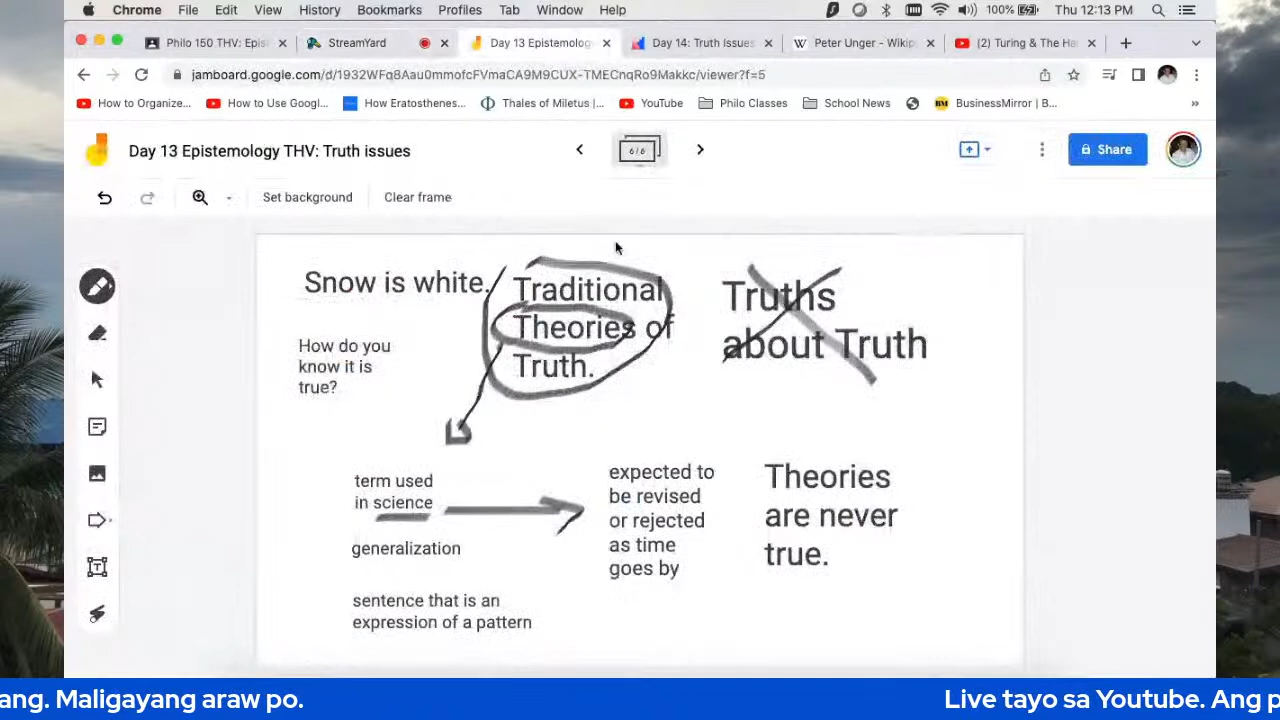 Chrome File Edit View History Bookmarks Profiles Tab Window Help 100% Thu 12:13 PM
Philo 150 THV: Epis StreamYard Day 13 Epistemology Day 14: Truth Issues Peter Unger - Wikip (2) Turing & The Ha
jamboard.google.com/d/1932WFq8Aau0mmofcFVmaCA9M9CUX-TMECnqRo9Makkc/viewer?f=5
How to Organize... How to Use Googl... How Eratosthenes... Thales of Miletus |... YouTube Philo Classes School News BM BusinessMirror | B... »
Day 13 Epistemology THV: Truth issues 6/6 Share
Set background Clear frame
Snow is white.
How do you
know it is
true?
Traditional
Theories of
Truth.
Truths
about Truth
term used
in science
generalization
sentence that is an
expression of a pattern
expected to
be revised
or rejected
as time
goes by
Theories
are never
true.
ang. Maligayang araw po. Live tayo sa Youtube. Ang p